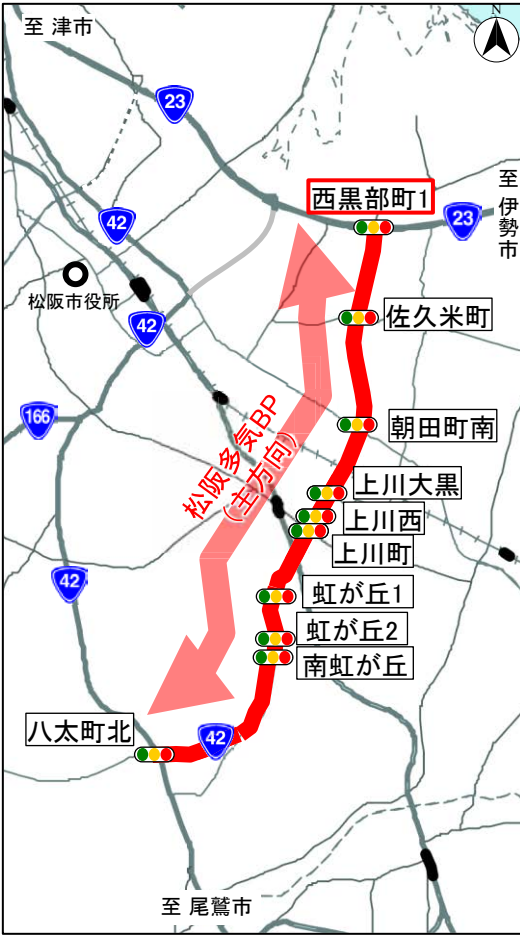 至 津市
N
23
西黒部町1
至 伊勢市
23
42
松阪市役所
佐久米町
42
166
朝田町南
松阪多気BP
(主方向)
上川大黒
上川西
上川町
42
虹が丘1
虹が丘2
南虹が丘
八太町北
42
至 尾鷲市